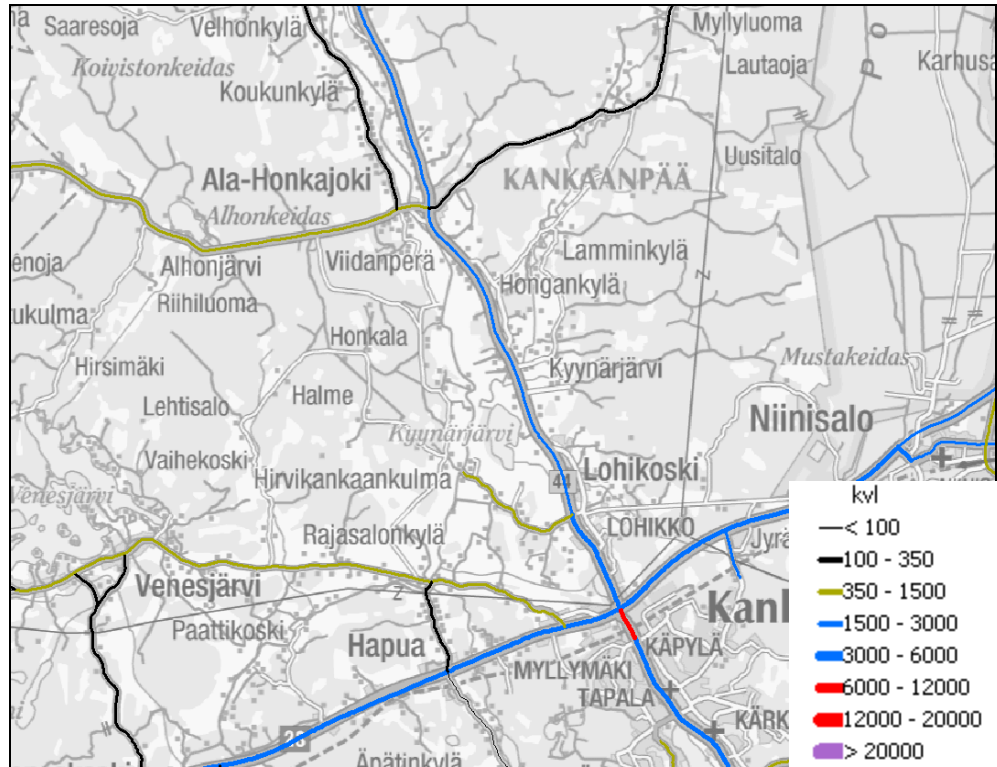 Saaresoja
Velhonkylä
Myllyluoma
Koivistonkeidas
Lautaoja
Koukunkylä
Uusitalo
Ala-Honkajoki
KANKAANPÄÄ
Alhonkeidas
Lamminkylä
Alhonjärvi
Viidanperä
Hongankylä
Riihiluoma
Honkala
Mustakeidas
Hirsimäki
Kyynärjärvi
Halme
Lehtisalo
Niinisalo
Kyynärjärvi
Vaihekoski
Hirvikankaankulma
Lohikoski
44
Venesjärvi
LOHIKKO
Rajasalonkylä
Venesjärvi
Paattikoski
Hapua
KÄPYLÄ
MYLLYMÄKI
TAPALA
23
kvl
< 100
100 - 350
350 - 1500
1500 - 3000
3000 - 6000
6000 - 12000
12000 - 20000
> 20000